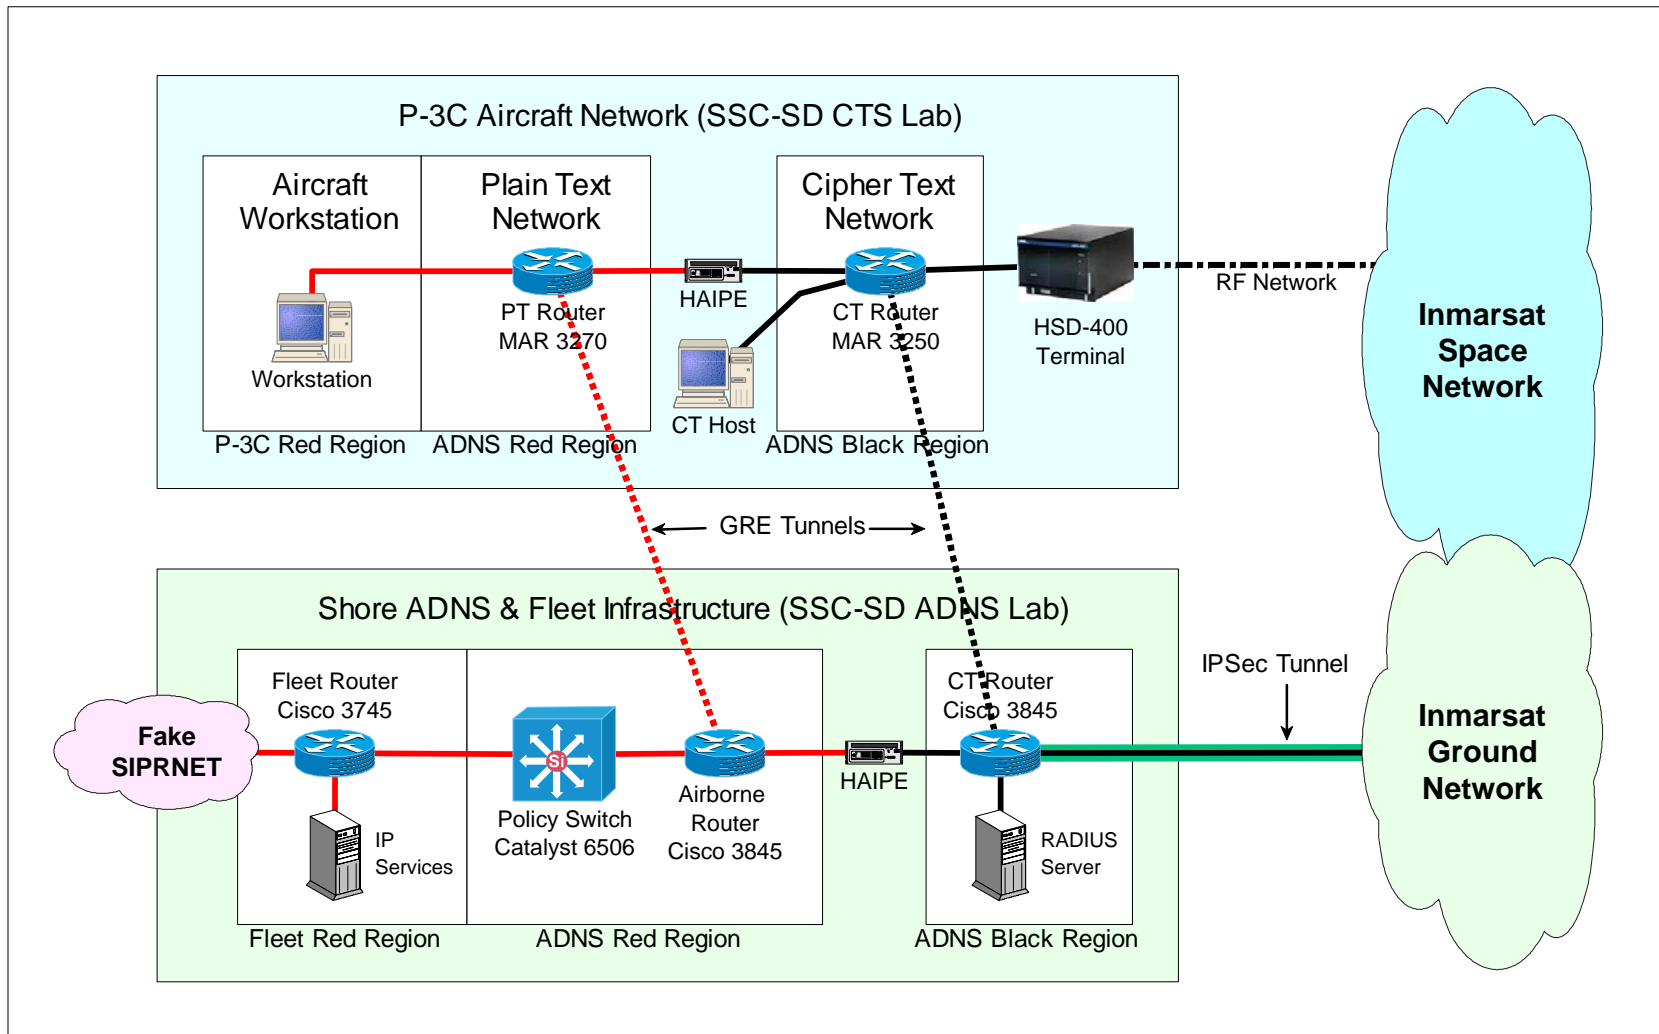 P-3C Aircraft Network (SSC-SD CTS Lab)
Aircraft
Workstation
Plain Text
Network
Cipher Text
Network
HAIPE
PT Router
MAR 3270
CT Router
MAR 3250
HSD-400
Terminal
RF Network
Workstation
CT Host
P-3C Red Region
ADNS Red Region
ADNS Black Region
Inmarsat
Space
Network
GRE Tunnels
Shore ADNS & Fleet Infrastructure (SSC-SD ADNS Lab)
Fleet Router
Cisco 3745
CT Router
Cisco 3845
IPSec Tunnel
Fake
SIPRNET
Si
HAIPE
Policy Switch
Catalyst 6506
Airborne
Router
Cisco 3845
IP
Services
RADIUS
Server
Fleet Red Region
ADNS Red Region
ADNS Black Region
Inmarsat
Ground
Network